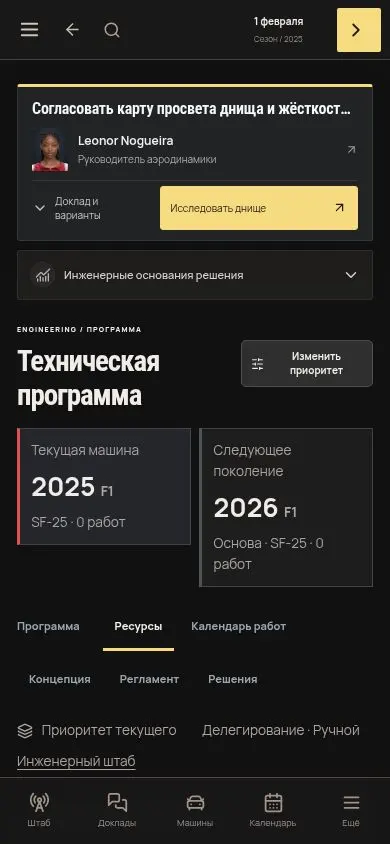 1 февраля
Сезон / 2025
Согласовать карту просвета днища и жёсткост…
Leonor Nogueira
Руководитель аэродинамики
Доклад и
варианты
Исследовать днище
Инженерные основания решения
ENGINEERING / ПРОГРАММА
Техническая
программа
Изменить
приоритет
Текущая машина
2025 F1
SF-25 · 0 работ
Следующее
поколение
2026 F1
Основа · SF-25 · 0
работ
Программа
Ресурсы
Календарь работ
Концепция
Регламент
Решения
Приоритет текущего
Делегирование · Ручной
Инженерный штаб
Штаб
Доклады
Машины
Календарь
Ещё